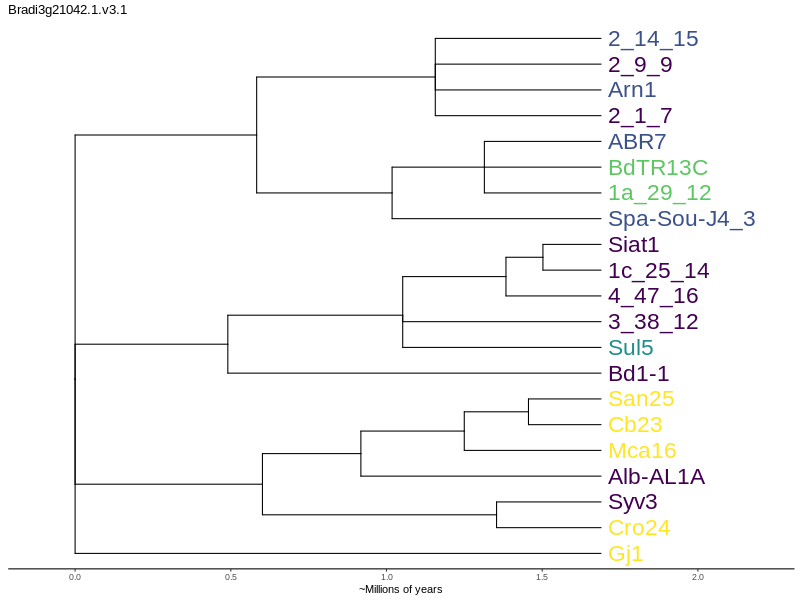 Bradi3g21042.1.v3.1
2_14_15
2_9_9
Arn1
2_1_7
ABR7
BdTR13C
1a_29_12
Spa-Sou-J4_3
Siat1
1c_25_14
4_47_16
3_38_12
Sul5
Bd1-1
San25
Cb23
Mca16
Alb-AL1A
Syv3
Cro24
Gj1
0.0 0.5 1.0 1.5 2.0
~Millions of years